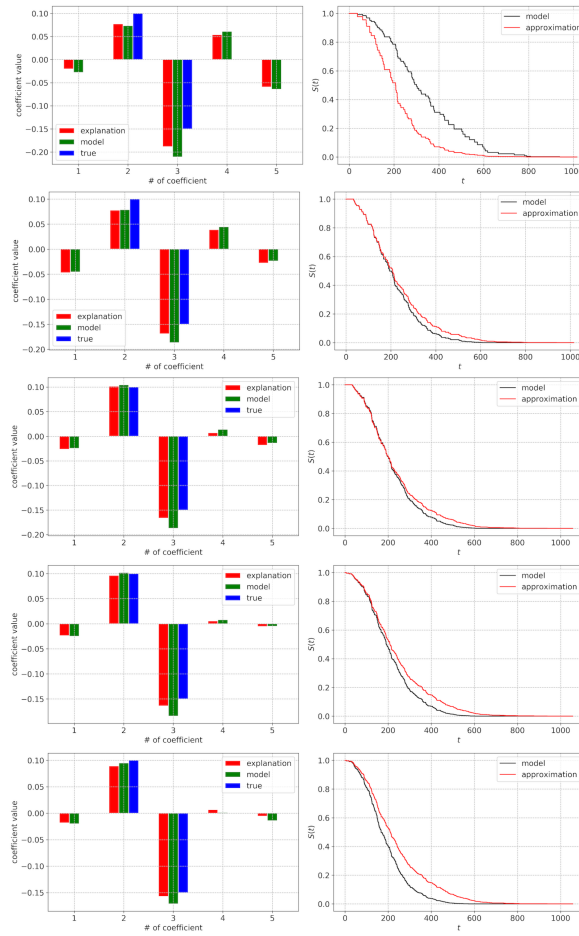 0.10
0.05
0.00
−0.05
−0.10
−0.15
−0.20
coefficient value
explanation
model
true
1 2 3 4 5
# of coefficient
1.0
0.8
0.6
0.4
0.2
0.0
S(t)
model
approximation
0 200 400 600 800 1000
t
0.10
0.05
0.00
−0.05
−0.10
−0.15
−0.20
coefficient value
explanation
model
true
1 2 3 4 5
# of coefficient
1.0
0.8
0.6
0.4
0.2
0.0
S(t)
model
approximation
0 200 400 600 800 1000
t
0.10
0.05
0.00
−0.05
−0.10
−0.15
−0.20
coefficient value
explanation
model
true
1 2 3 4 5
# of coefficient
1.0
0.8
0.6
0.4
0.2
0.0
S(t)
model
approximation
0 200 400 600 800 1000
t
0.10
0.05
0.00
−0.05
−0.10
−0.15
coefficient value
explanation
model
true
1 2 3 4 5
# of coefficient
1.0
0.8
0.6
0.4
0.2
0.0
S(t)
model
approximation
0 200 400 600 800 1000
t
0.10
0.05
0.00
−0.05
−0.10
−0.15
coefficient value
explanation
model
true
1 2 3 4 5
# of coefficient
1.0
0.8
0.6
0.4
0.2
0.0
S(t)
model
approximation
0 200 400 600 800 1000
t